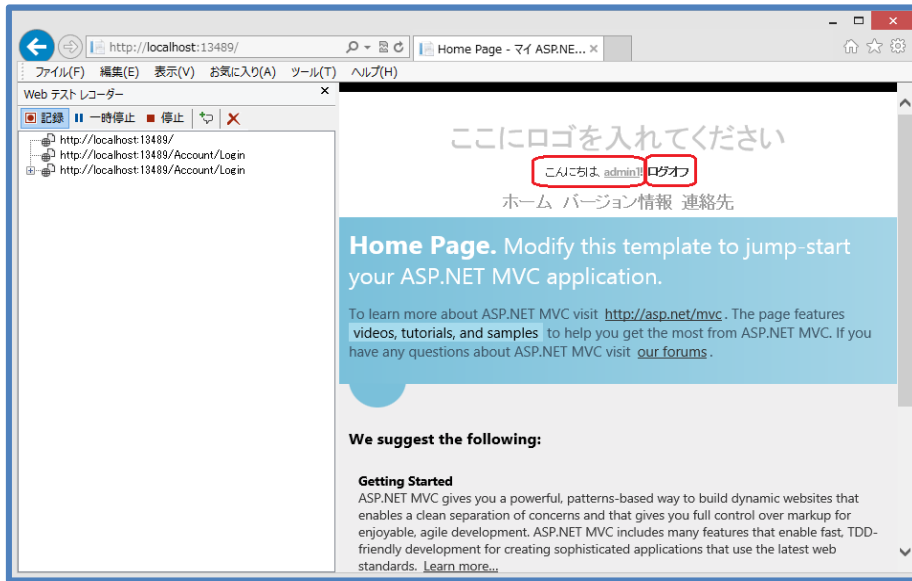 http://localhost:13489/
Home Page - マイ ASP.NE...
ファイル(F) 編集(E) 表示(V) お気に入り(A) ツール(T) ヘルプ(H)
Web テスト レコーダー
記録 一時停止 停止
http://localhost:13489/
http://localhost:13489/Account/Login
http://localhost:13489/Account/Login
ここにロゴを入れてください
こんにちは, admin1! ログオフ
ホーム バージョン情報 連絡先
Home Page. Modify this template to jump-start
your ASP.NET MVC application.
To learn more about ASP.NET MVC visit http://asp.net/mvc . The page features
videos, tutorials, and samples to help you get the most from ASP.NET MVC. If you
have any questions about ASP.NET MVC visit our forums .
We suggest the following:
Getting Started
ASP.NET MVC gives you a powerful, patterns-based way to build dynamic websites that
enables a clean separation of concerns and that gives you full control over markup for
enjoyable, agile development. ASP.NET MVC includes many features that enable fast, TDD-
friendly development for creating sophisticated applications that use the latest web
standards. Learn more...